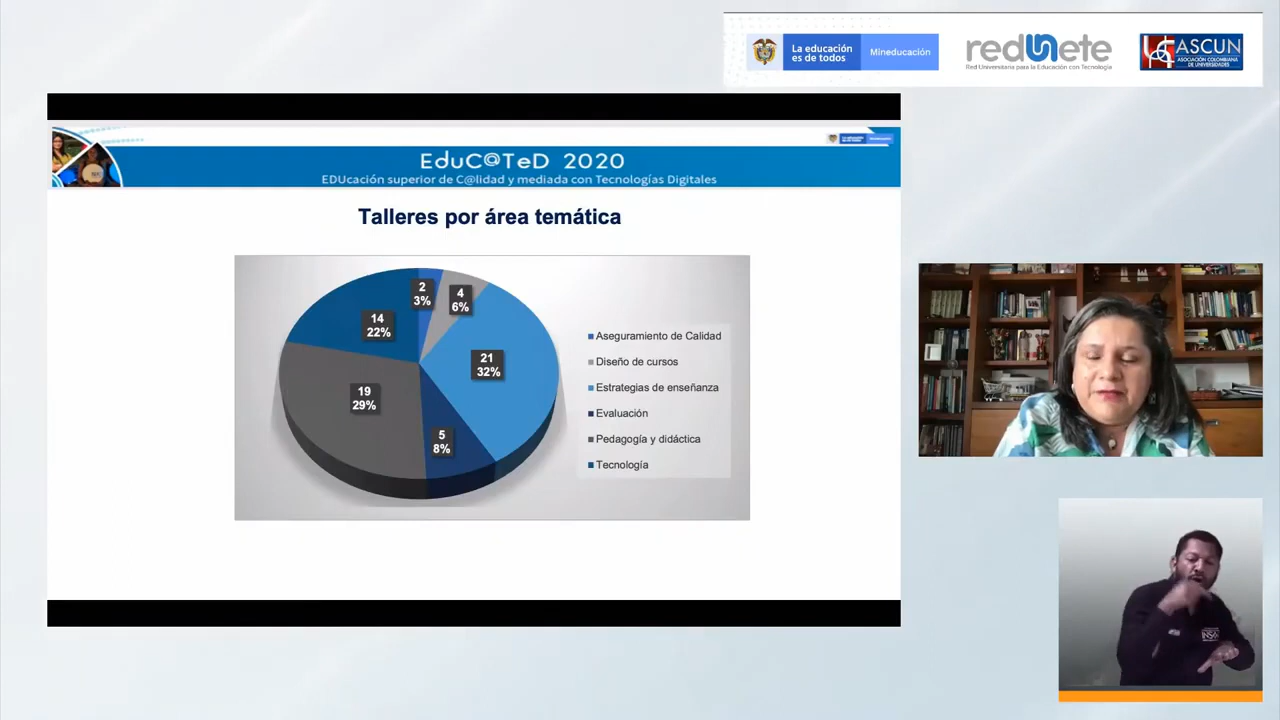 La educación
es de todos
Mineducación
redUnete
Red Universitaria para la Educación con Tecnología
ASCUN
ASOCIACIÓN COLOMBIANA
DE UNIVERSIDADES
EduC@TeD 2020
EDUcación superior de C@lidad y mediada con Tecnologías Digitales
Talleres por área temática
2
3%
4
6%
14
22%
21
32%
19
29%
5
8%
Aseguramiento de Calidad
Diseño de cursos
Estrategias de enseñanza
Evaluación
Pedagogía y didáctica
Tecnología
INSOR